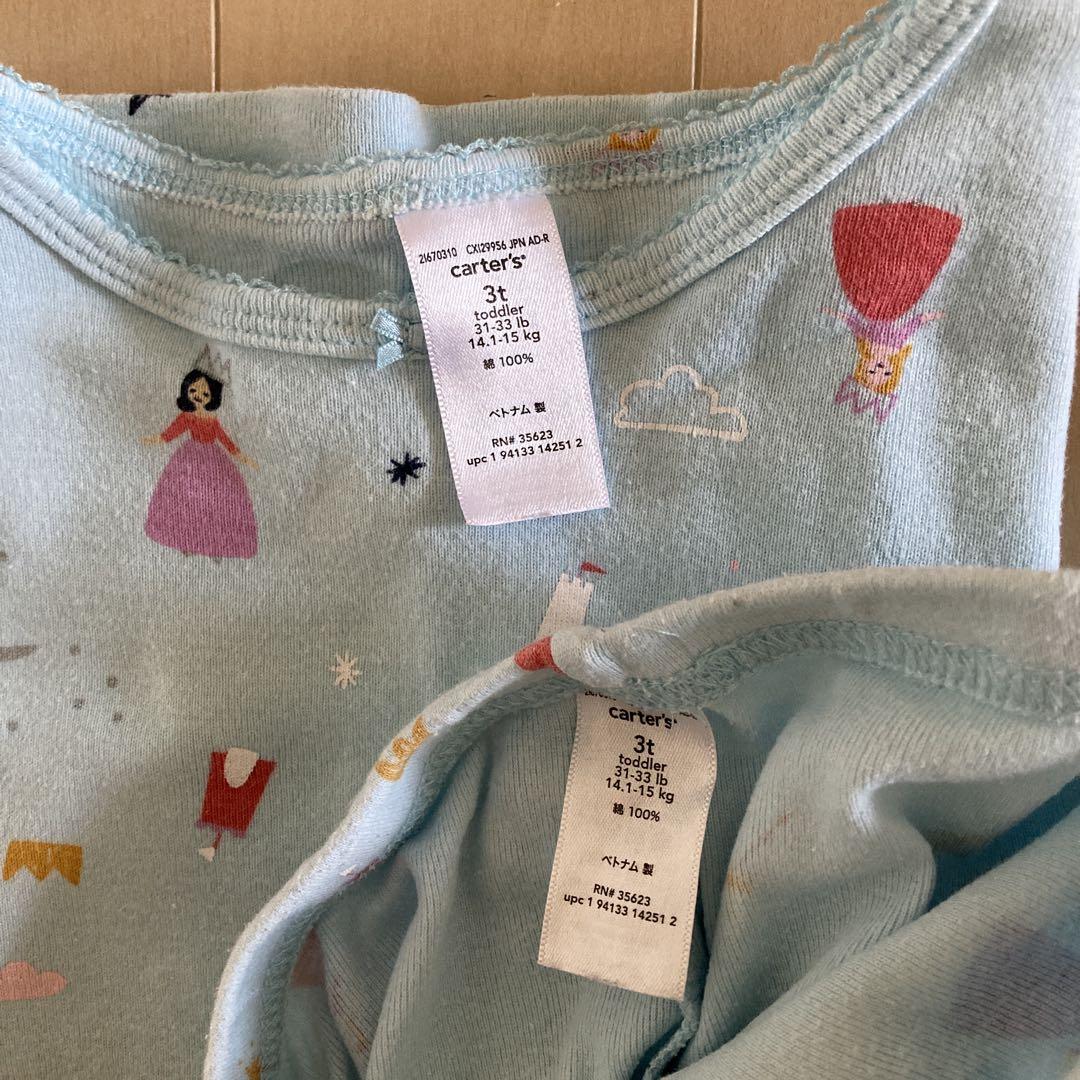 21670310 CX129956 JPN AD-R
carter's
3t
toddler
31-33 lb
14.1-15 kg
綿 100%
ベトナム 製
RN# 35623
upc 1 94133 14251 2
carter's
3t
toddler
31-33 lb
14.1-15 kg
綿 100%
ベトナム 製
RN# 35623
upc 1 94133 14251 2